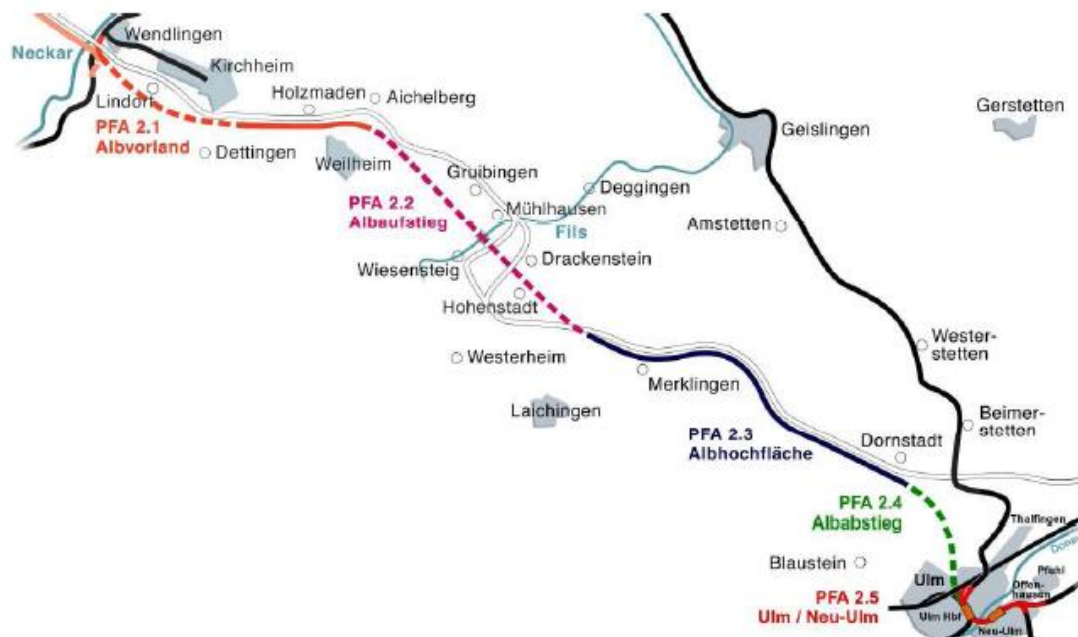 Wendlingen
Neckar
Kirchheim
Lindorf
PFA 2.1
Albvorland
Dettingen
Holzmaden
Aichelberg
Weilheim
Gruibingen
PFA 2.2
Albaufstieg
Mühlhausen
Fils
Deggingen
Geislingen
Gerstetten
Amstetten
Wiesensteig
Drackenstein
Hohenstadt
Westerheim
Wester-
stetten
Merklingen
Laichingen
Beimer-
stetten
PFA 2.3
Albhochfläche
Dornstadt
PFA 2.4
Albabstieg
Thalfingen
Blaustein
Ulm
Pfuhl
Offen-
hausen
PFA 2.5
Ulm / Neu-Ulm
Ulm Hbf
Neu-Ulm